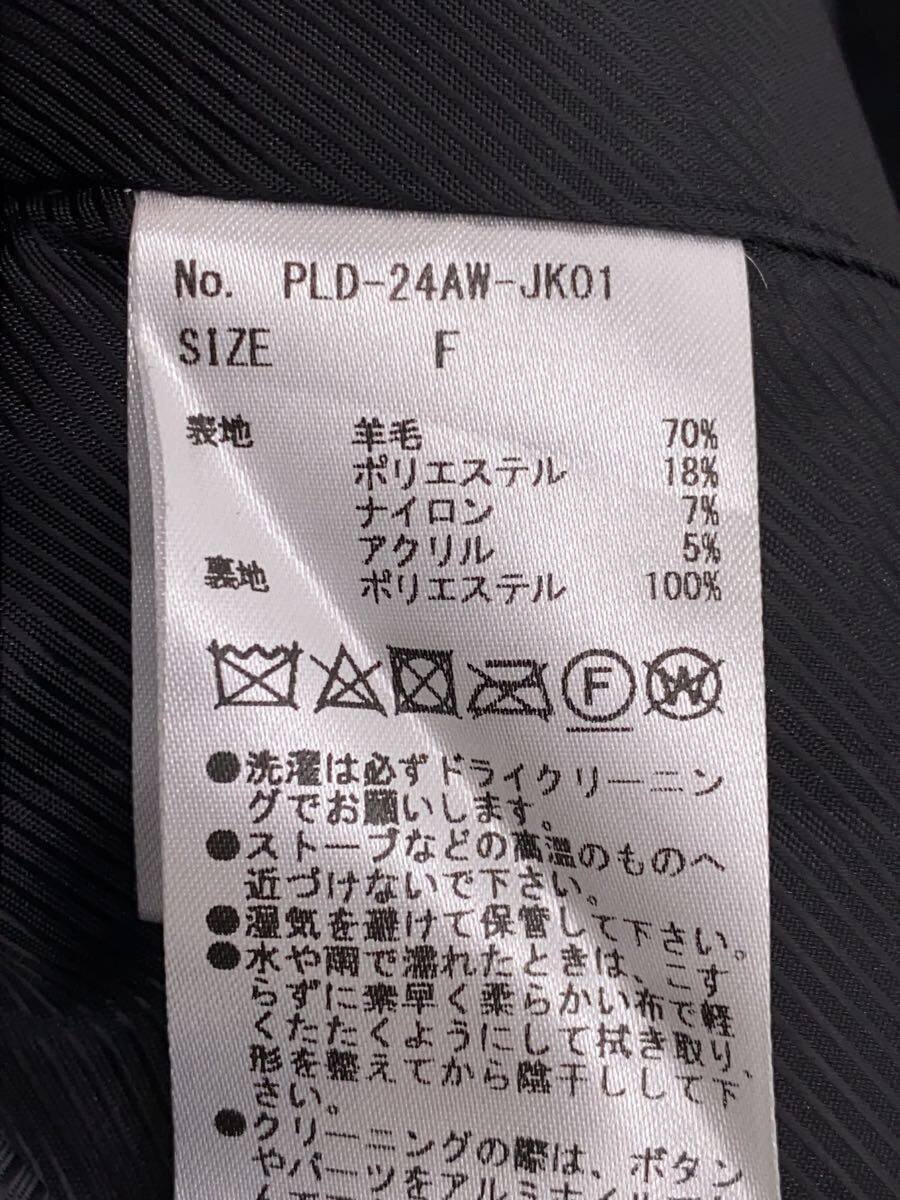 No. PLD-24AW-JK01
SIZE F
表地 羊毛 70%
ポリエステル 18%
ナイロン 7%
アクリル 5%
裏地 ポリエステル 100%
F W
●洗濯は必ずドライクリーニン
グでお願いします。
●ストーブなどの高温のものへ
近づけないで下さい。
●湿気を避けて保管して下さい。
●水や雨で濡れたときは、こす
らずに素早く柔らかい布で軽
くたたくようにして拭き取り、
形を整えてから陰干しして下
さい。
●クリーニングの際は、ボタン
やパーツをアルミホイル